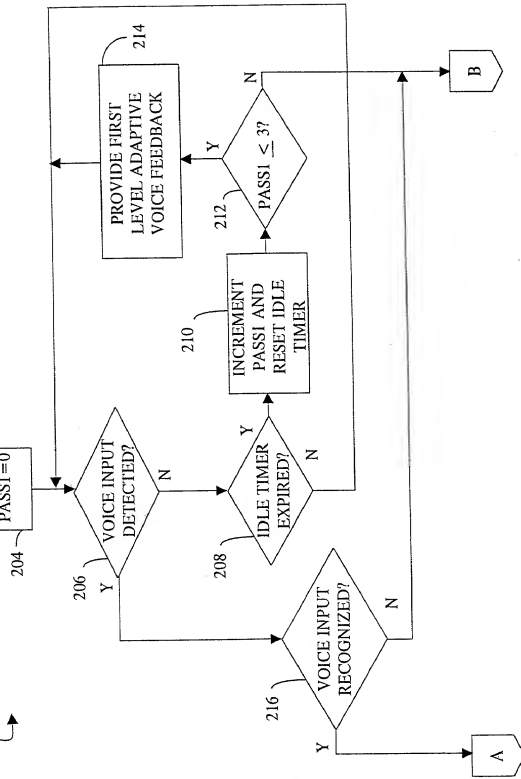 204
PASS1=0
206
VOICE INPUT
DETECTED?
Y
N
208
IDLE TIMER
EXPIRED?
Y
N
210
INCREMENT
PASS1 AND
RESET IDLE
TIMER
212
PASS1 ≤ 3?
Y
N
214
PROVIDE FIRST
LEVEL ADAPTIVE
VOICE FEEDBACK
216
VOICE INPUT
RECOGNIZED?
Y
N
A
B